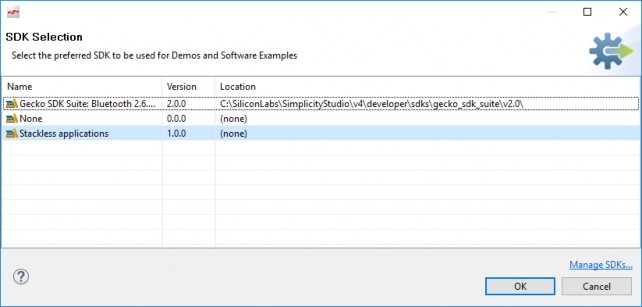 SDK Selection
Select the preferred SDK to be used for Demos and Software Examples
Name Version Location
Gecko SDK Suite: Bluetooth 2.6.... 2.0.0 C:\SiliconLabs\SimplicityStudio\v4\developer\sdks\gecko_sdk_suite\v2.0\
None 0.0.0 (none)
Stackless applications 1.0.0 (none)
Manage SDKs...
? OK Cancel